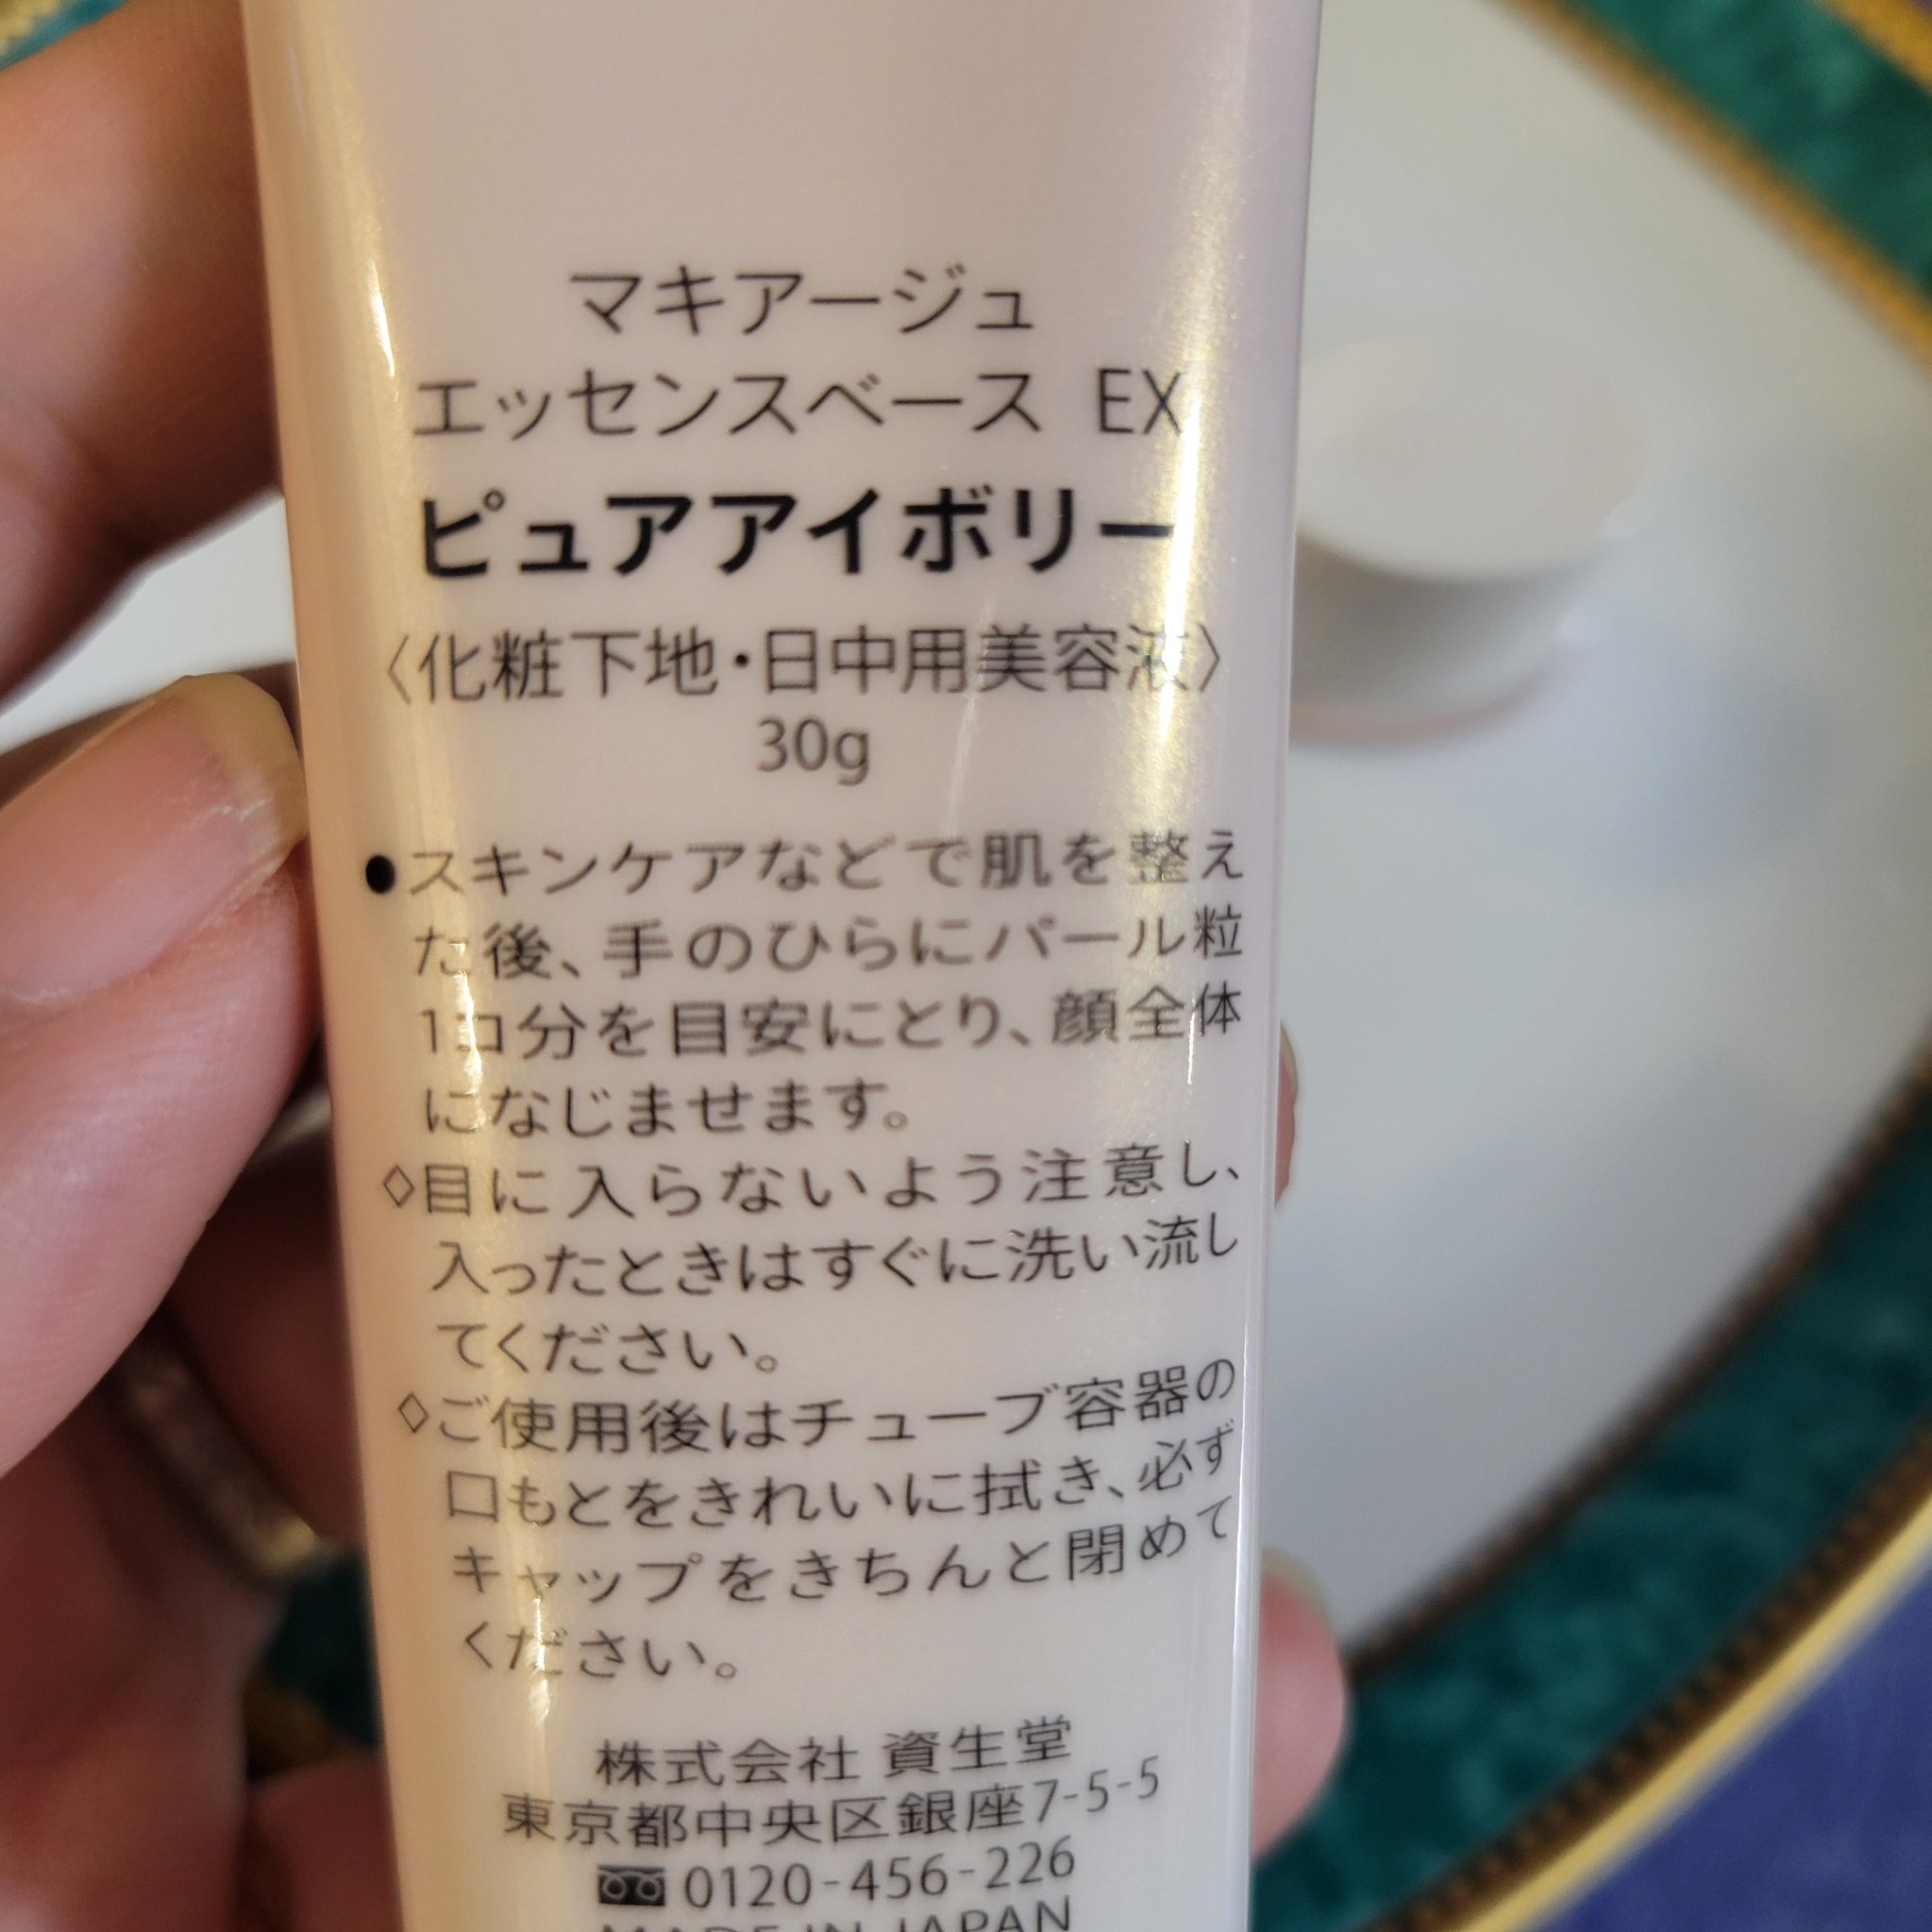 マキアージュ
エッセンスベース EX
ピュアアイボリー
〈化粧下地・日中用美容液〉
30g
●スキンケアなどで肌を整え
た後、手のひらにパール粒
1コ分を目安にとり、顔全体
になじませます。
◇目に入らないよう注意し、
入ったときはすぐに洗い流し
てください。
◇ご使用後はチューブ容器の
口もとをきれいに拭き、必ず
キャップをきちんと閉めて
ください。
株式会社 資生堂
東京都中央区銀座7-5-5
0120-456-226
MADE IN JAPAN